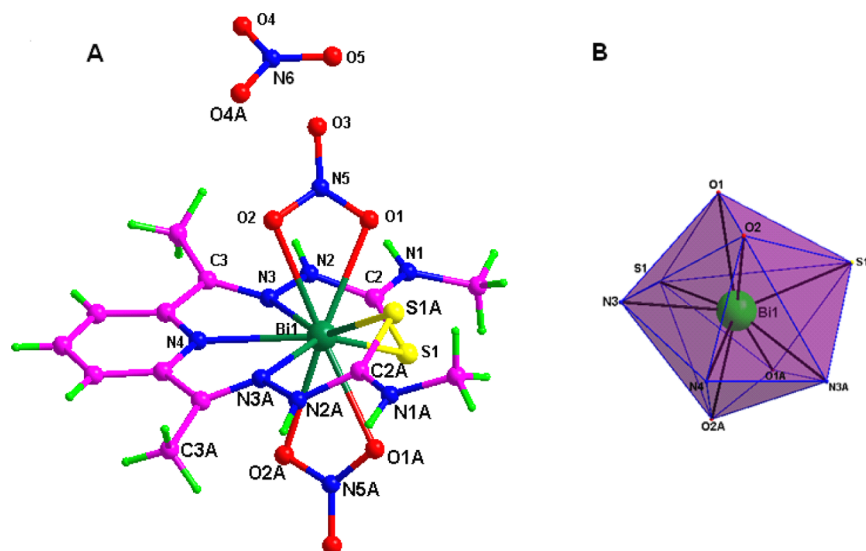 A
O4
O5
N6
O4A
B
O3
N5
O2
O1
N2
N1
C3
N3
C2
S1A
Bi1
N4
S1
C2A
N3A
N2A
N1A
C3A
O2A
O1A
N5A
O1
O2
S1
S1
N3
Bi1
O1A
N4
N3A
O2A